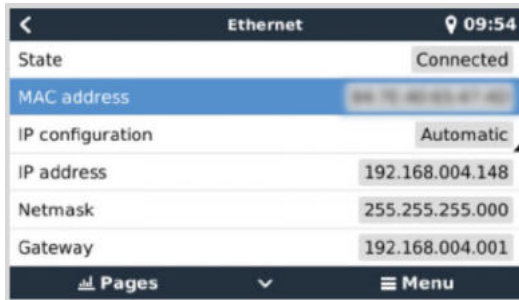 Ethernet 09:54
State Connected
MAC address
IP configuration Automatic
IP address 192.168.004.148
Netmask 255.255.255.000
Gateway 192.168.004.001
Pages Menu